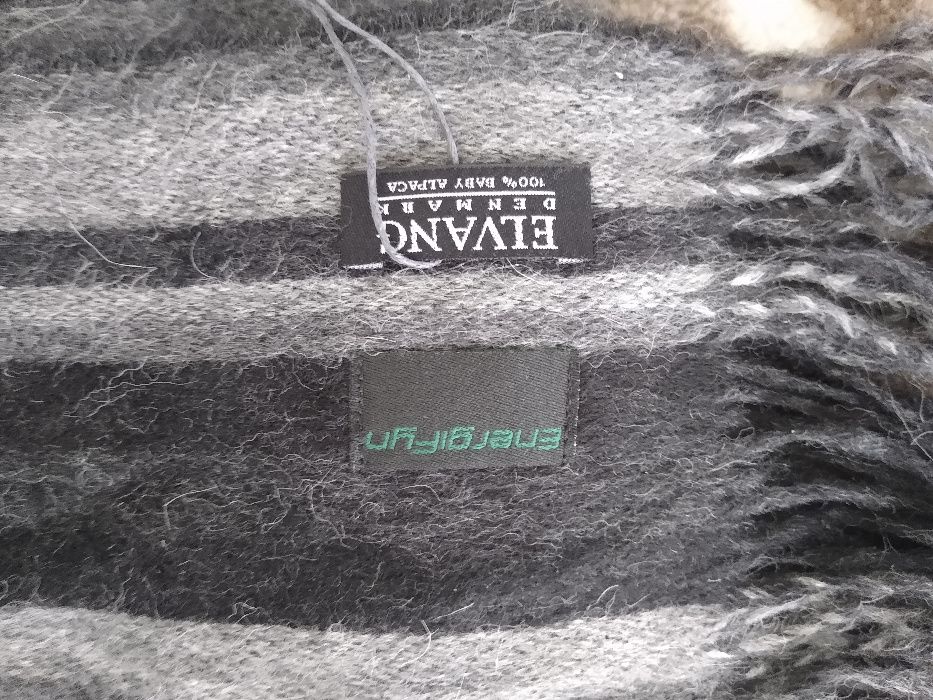 Energifyn
ELVANG
DENMARK
100% BABY ALPACA